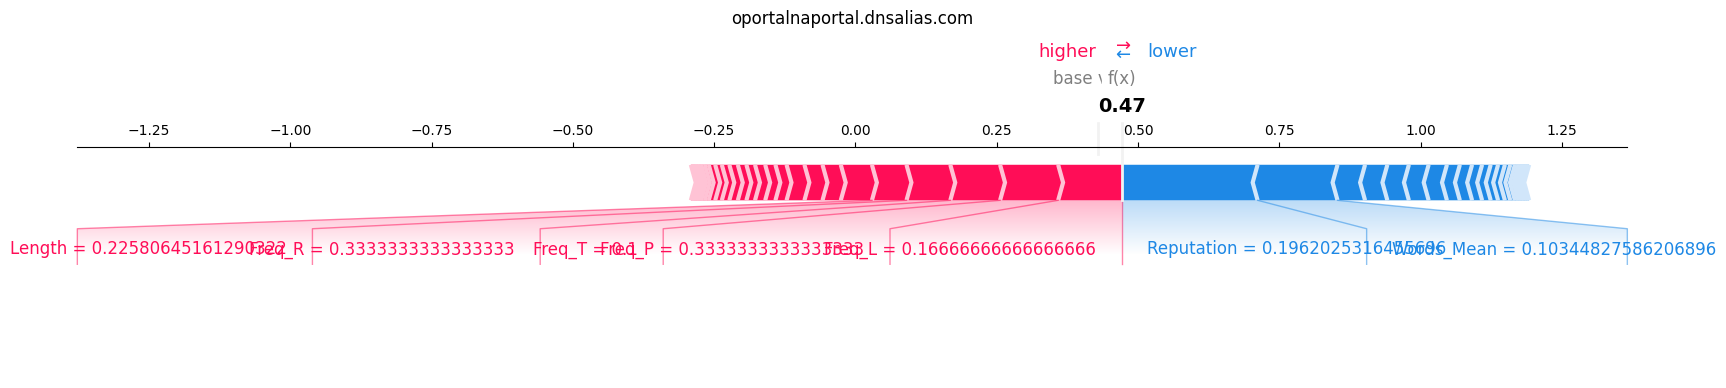 oportalnaportal.dnsalias.com
higher ⇄ lower
base f(x)
0.47
−1.25 −1.00 −0.75 −0.50 −0.25 0.00 0.25 0.50 0.75 1.00 1.25
Length = 0.22580645161290322 Freq_R = 0.3333333333333333 Freq_T = 0.1 Freq_P = 0.3333333333333333 Freq_L = 0.16666666666666666 Reputation = 0.1962025316455696 Words_Mean = 0.10344827586206896